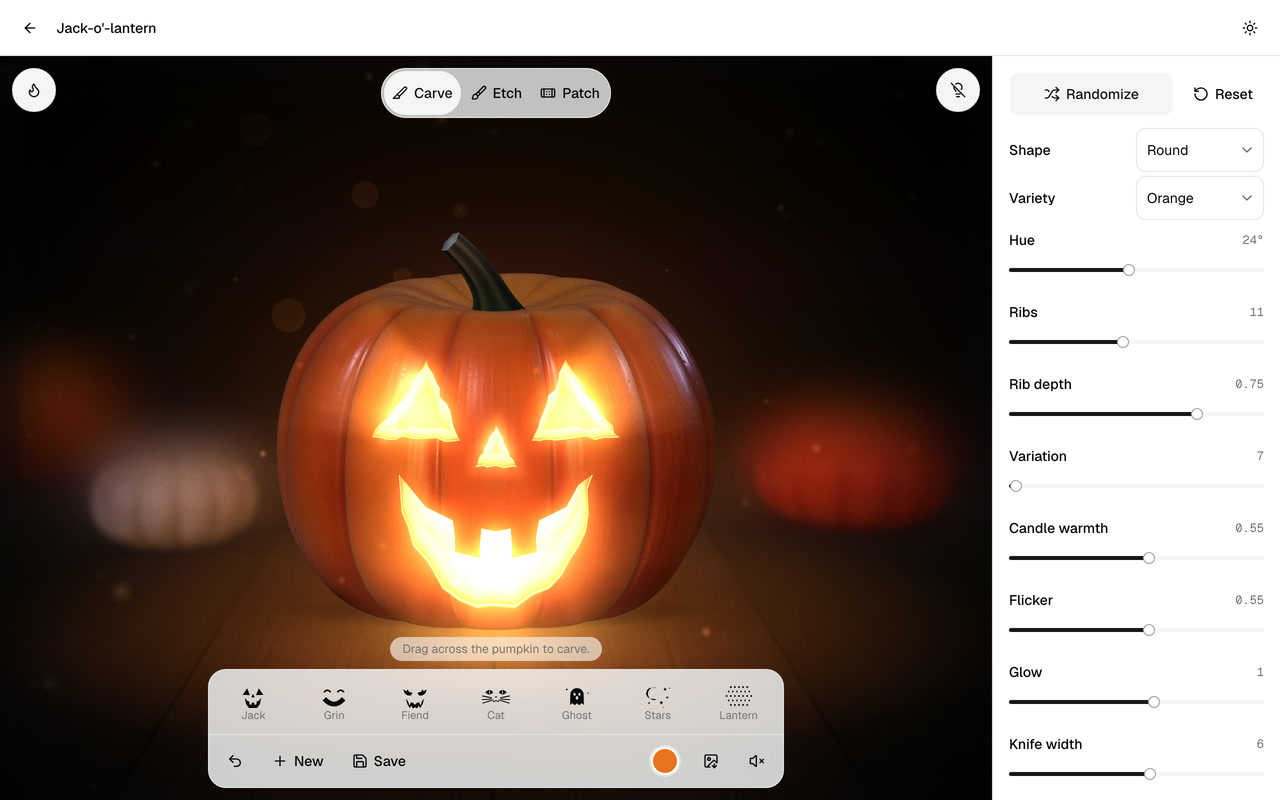 Jack-o'-lantern
Carve
Etch
Patch
Randomize
Reset
Shape
Round
Variety
Orange
Hue
24°
Ribs
11
Rib depth
0.75
Variation
7
Candle warmth
0.55
Flicker
0.55
Glow
1
Knife width
6
Drag across the pumpkin to carve.
Jack
Grin
Fiend
Cat
Ghost
Stars
Lantern
New
Save